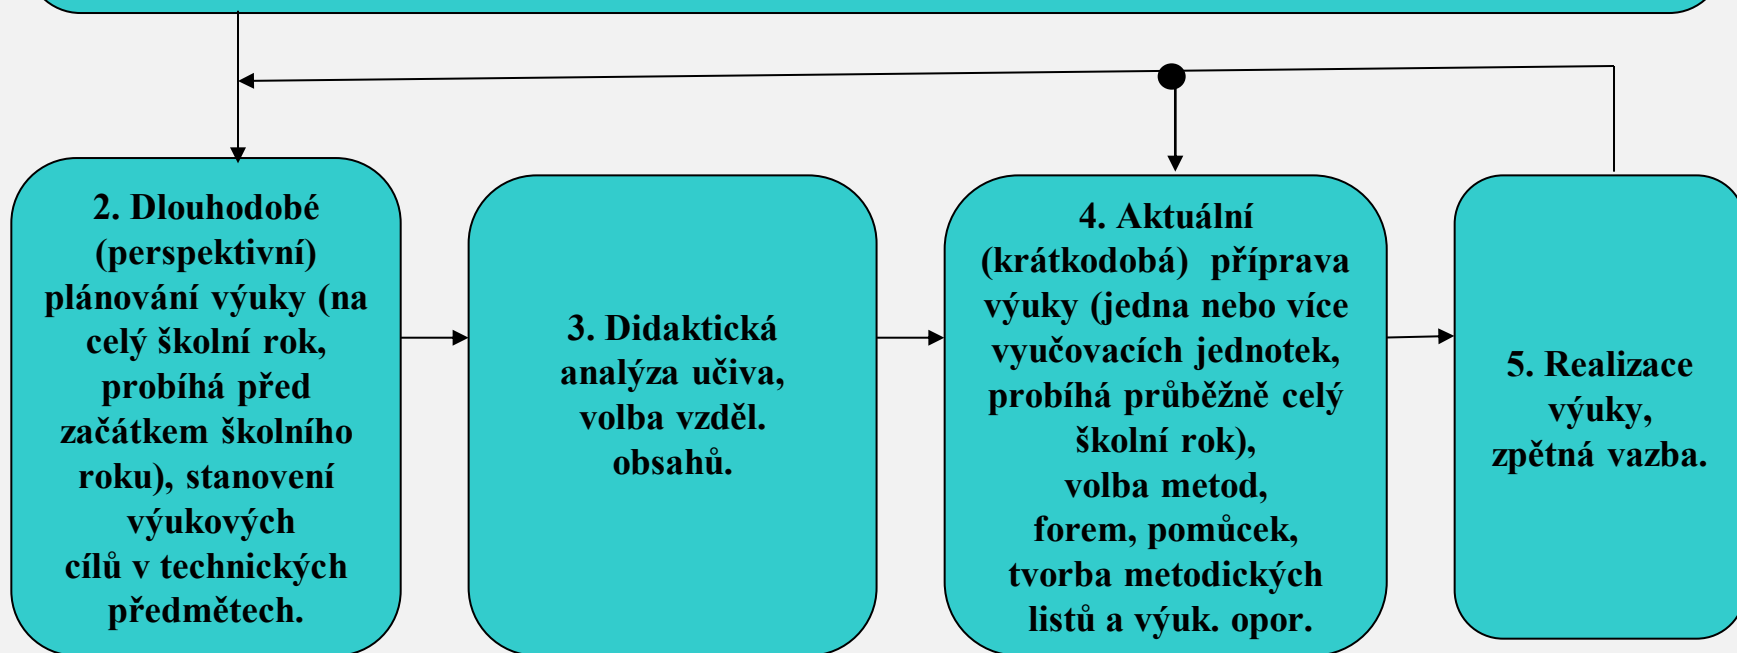 2. Dlouhodobé
(perspektivní)
plánování výuky (na
celý školní rok,
probíhá před
začátkem školního
roku), stanovení
výukových
cílů v technických
předmětech.
3. Didaktická
analýza učiva,
volba vzděl.
obsahů.
4. Aktuální
(krátkodobá) příprava
výuky (jedna nebo více
vyučovacích jednotek,
probíhá průběžně celý
školní rok),
volba metod,
forem, pomůcek,
tvorba metodických
listů a výuk. opor.
5. Realizace
výuky,
zpětná vazba.